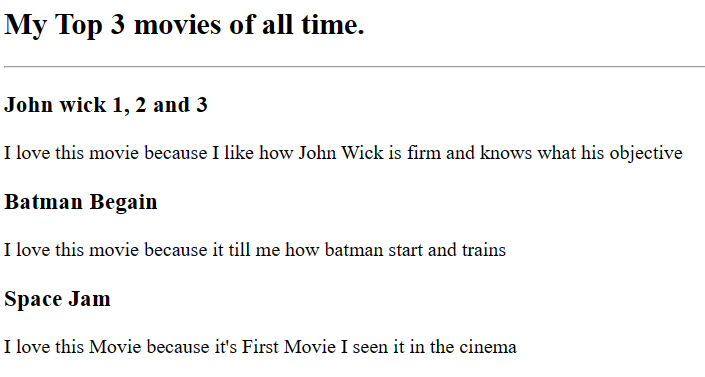 My Top 3 movies of all time.
John wick 1, 2 and 3
I love this movie because I like how John Wick is firm and knows what his objective
Batman Begain
I love this movie because it till me how batman start and trains
Space Jam
I love this Movie because it's First Movie I seen it in the cinema